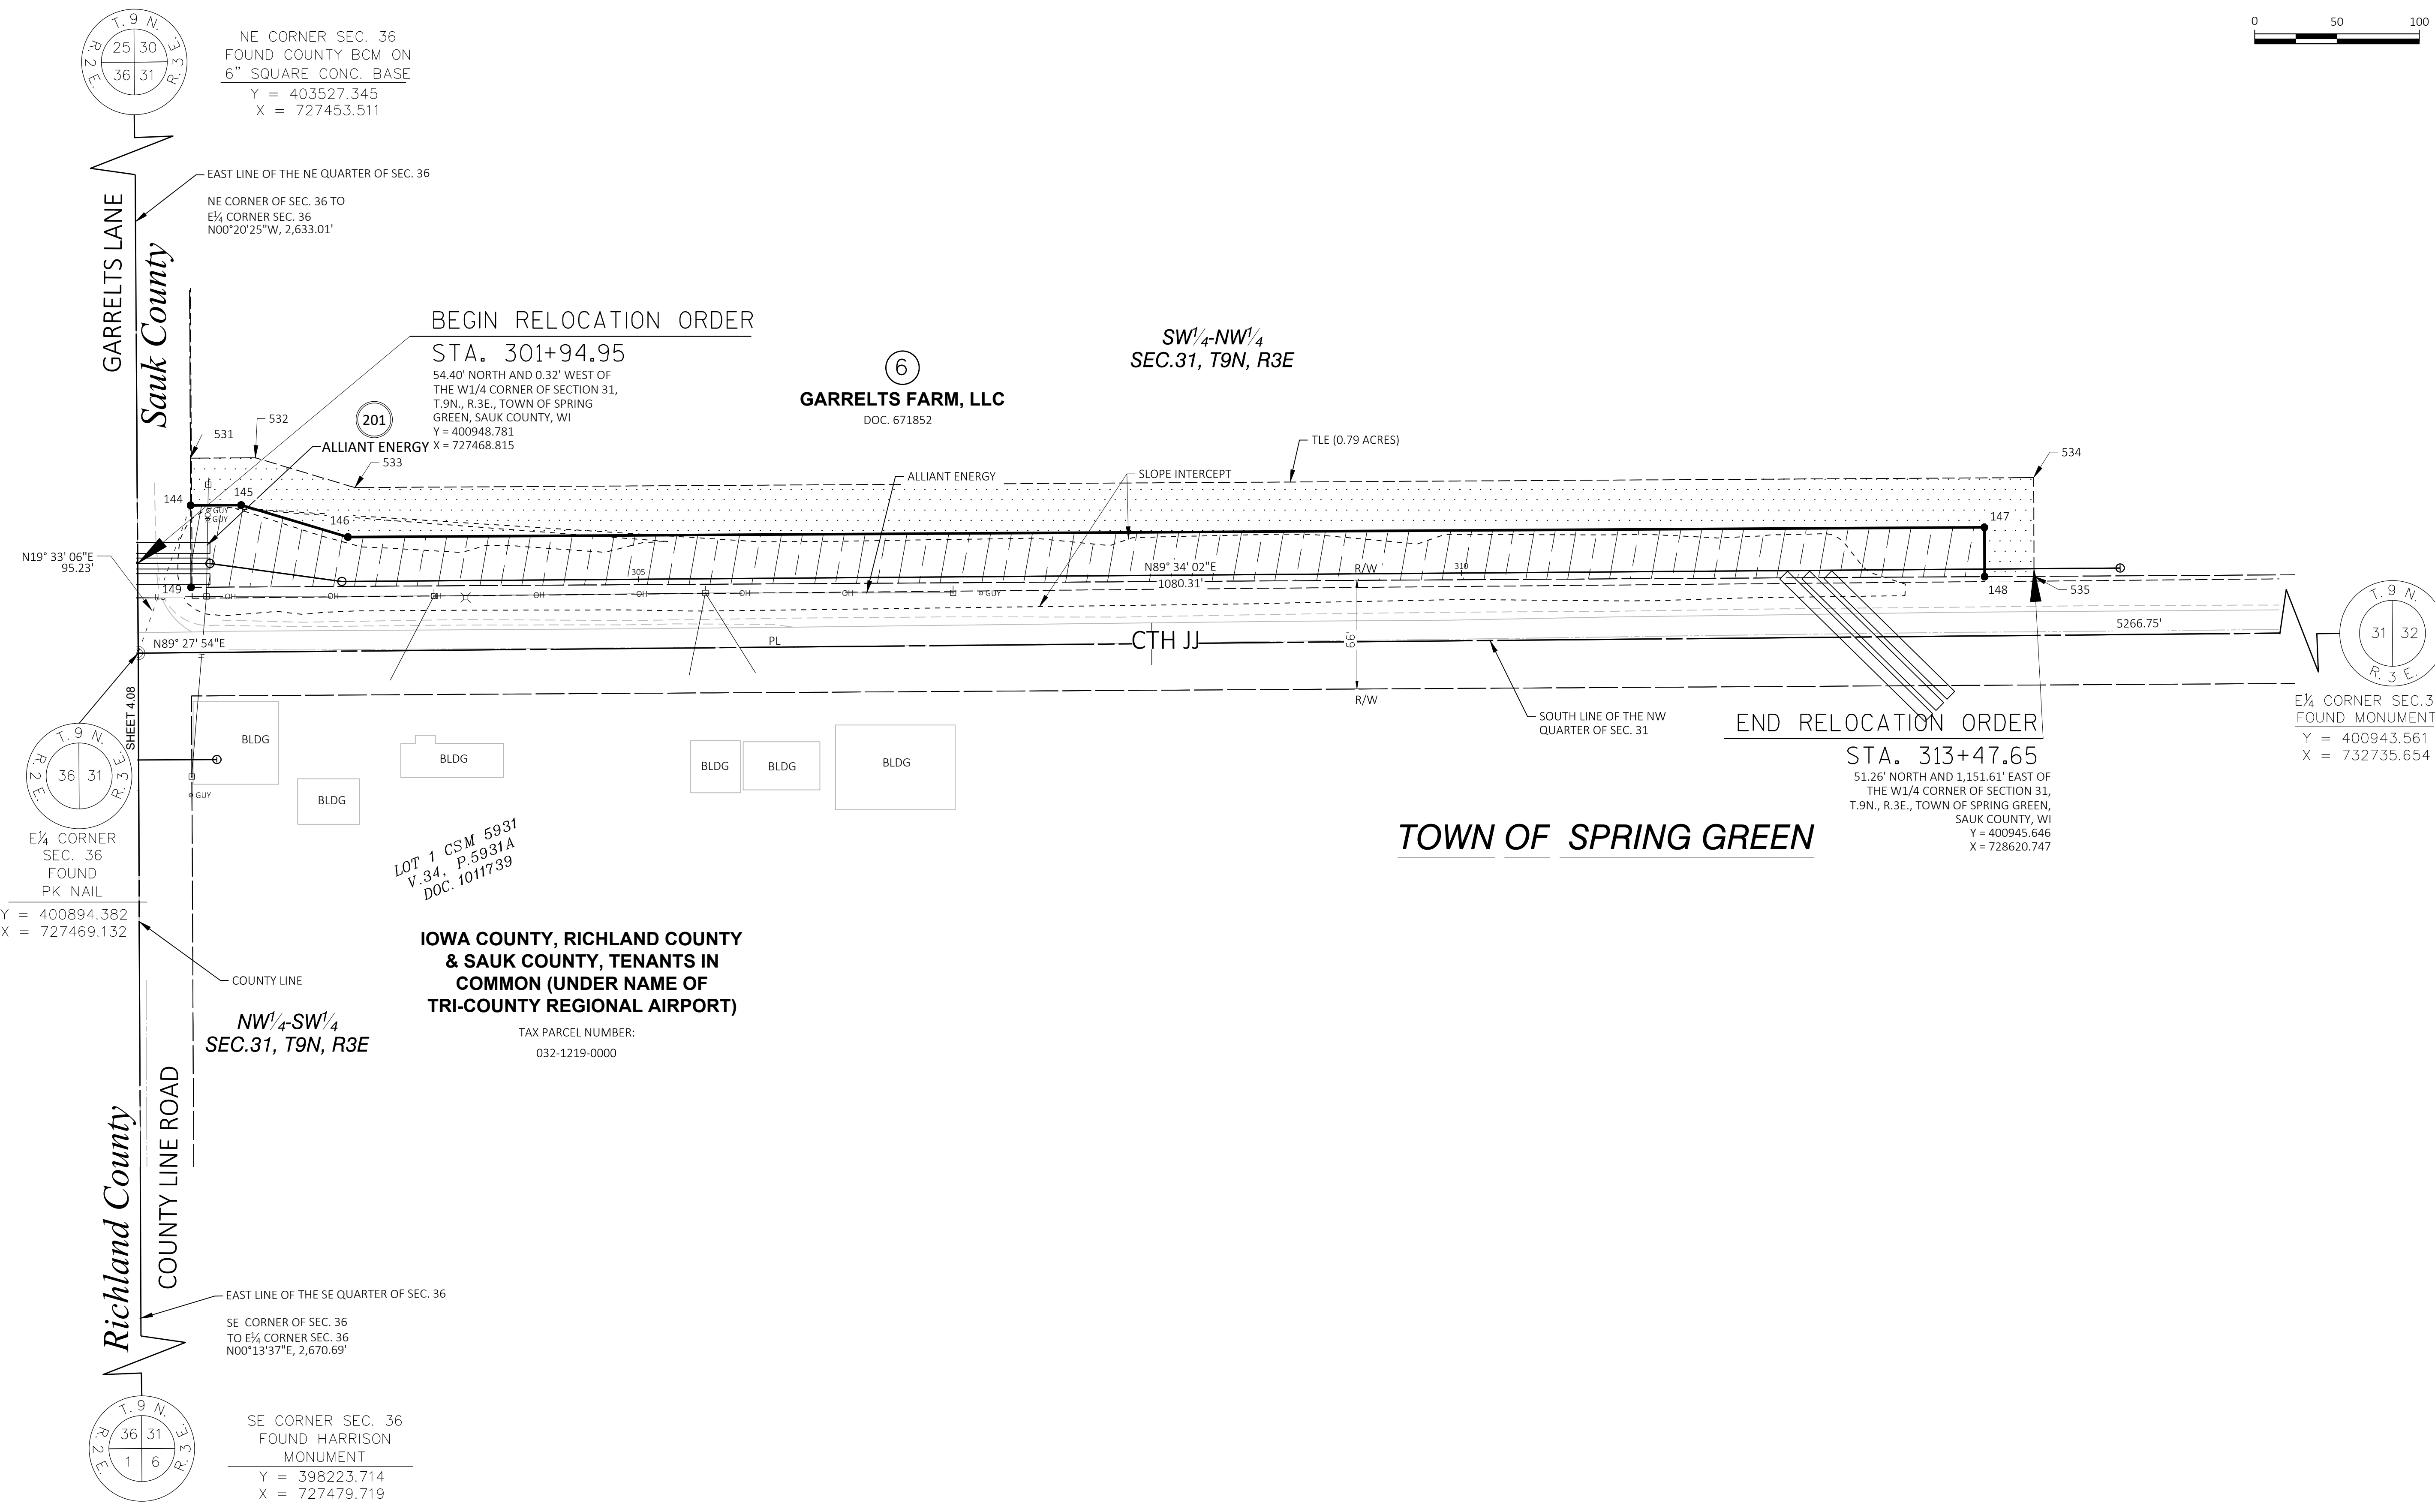 T. 9 N.
R. 2 E.
R. 3 E.
25 30
36 31
NE CORNER SEC. 36
FOUND COUNTY BCM ON
6" SQUARE CONC. BASE
Y = 403527.345
X = 727453.511
0 50 100
EAST LINE OF THE NE QUARTER OF SEC. 36
NE CORNER OF SEC. 36 TO
E¼ CORNER SEC. 36
N00°20'25"W, 2,633.01'
GARRELTS LANE
Sauk County
BEGIN RELOCATION ORDER
STA. 301+94.95
54.40' NORTH AND 0.32' WEST OF
THE W1/4 CORNER OF SECTION 31,
T.9N., R.3E., TOWN OF SPRING
GREEN, SAUK COUNTY, WI
Y = 400948.781
X = 727468.815
6
GARRELTS FARM, LLC
DOC. 671852
SW¼-NW¼
SEC.31, T9N, R3E
201
ALLIANT ENERGY
531
532
533
ALLIANT ENERGY
SLOPE INTERCEPT
TLE (0.79 ACRES)
534
144
145
146
147
GUY
GUY
N19° 33' 06"E
95.23'
305
N89° 34' 02"E
1080.31'
R/W
310
149
OH OH OH OH OH OH OH
GUY
148
535
N89° 27' 54"E
PL
CTH JJ
66'
5266.75'
R/W
SHEET 4.08
SOUTH LINE OF THE NW
QUARTER OF SEC. 31
END RELOCATION ORDER
STA. 313+47.65
51.26' NORTH AND 1,151.61' EAST OF
THE W1/4 CORNER OF SECTION 31,
T.9N., R.3E., TOWN OF SPRING GREEN,
SAUK COUNTY, WI
Y = 400945.646
X = 728620.747
T. 9 N.
31 32
R. 3 E.
E¼ CORNER SEC.3
FOUND MONUMENT
Y = 400943.561
X = 732735.654
T. 9 N.
R. 2 E.
R. 3 E.
36 31
E¼ CORNER
SEC. 36
FOUND
PK NAIL
Y = 400894.382
X = 727469.132
BLDG
BLDG
BLDG
BLDG
BLDG
BLDG
GUY
LOT 1 CSM 5931
V.34, P.5931A
DOC. 1011739
TOWN OF SPRING GREEN
IOWA COUNTY, RICHLAND COUNTY
& SAUK COUNTY, TENANTS IN
COMMON (UNDER NAME OF
TRI-COUNTY REGIONAL AIRPORT)
TAX PARCEL NUMBER:
032-1219-0000
COUNTY LINE
NW¼-SW¼
SEC.31, T9N, R3E
Richland County
COUNTY LINE ROAD
EAST LINE OF THE SE QUARTER OF SEC. 36
SE CORNER OF SEC. 36
TO E¼ CORNER SEC. 36
N00°13'37"E, 2,670.69'
T. 9 N.
R. 2 E.
R. 3 E.
36 31
1 6
SE CORNER SEC. 36
FOUND HARRISON
MONUMENT
Y = 398223.714
X = 727479.719